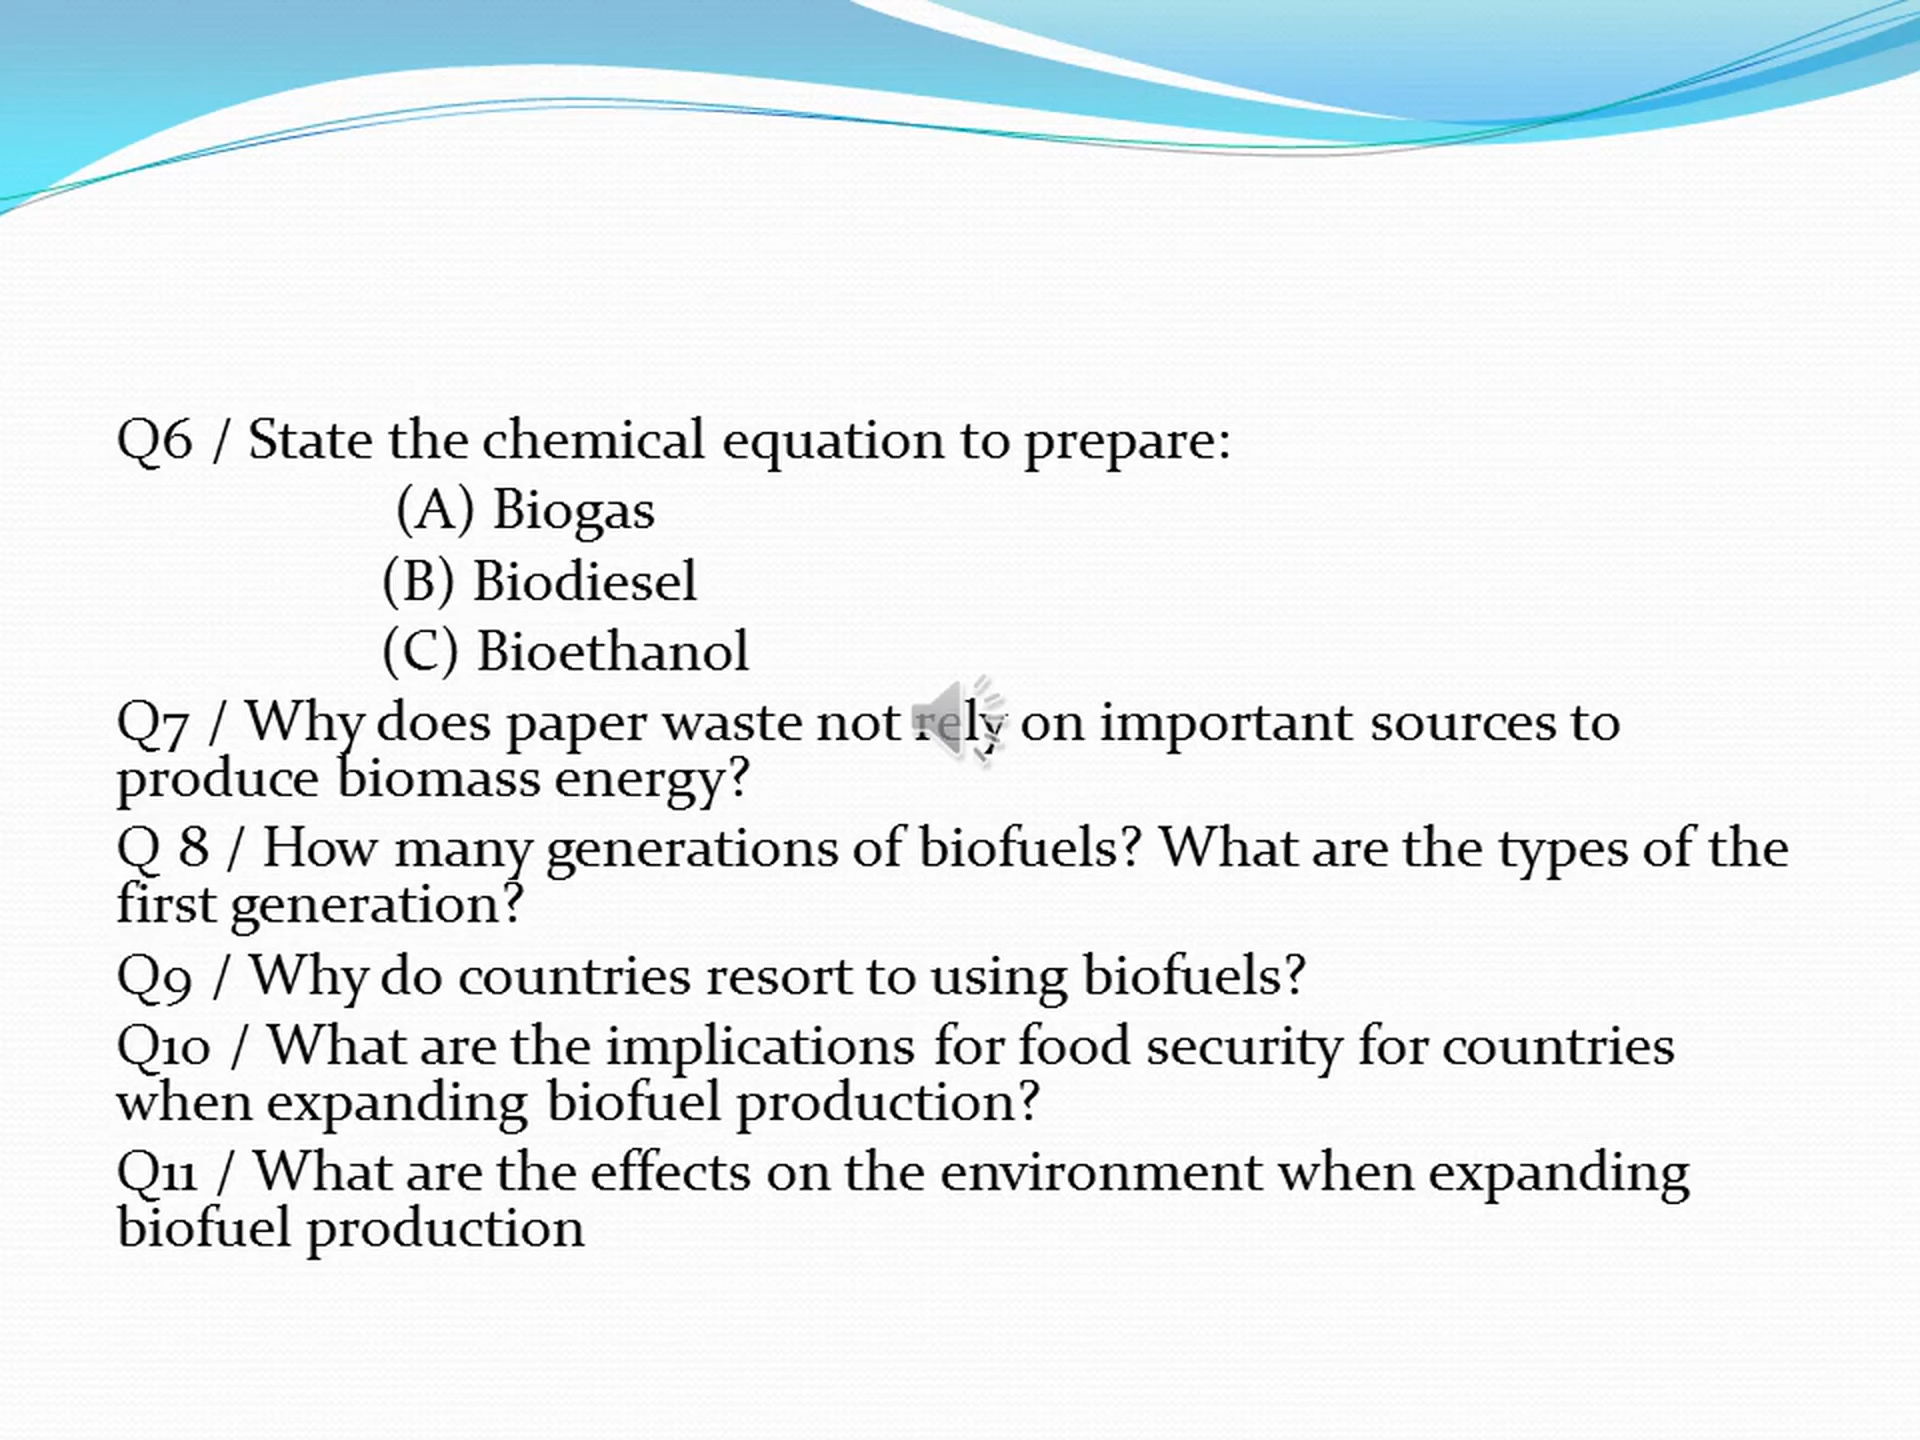 Q6 / State the chemical equation to prepare:
(A) Biogas
(B) Biodiesel
(C) Bioethanol
Q7 / Why does paper waste not rely on important sources to
produce biomass energy?
Q 8 / How many generations of biofuels? What are the types of the
first generation?
Q9 / Why do countries resort to using biofuels?
Q10 / What are the implications for food security for countries
when expanding biofuel production?
Q11 / What are the effects on the environment when expanding
biofuel production